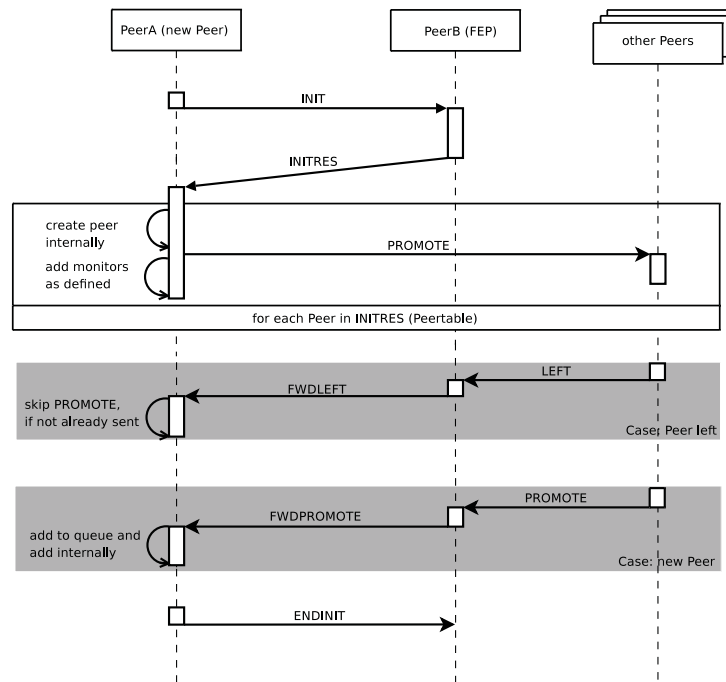 PeerA (new Peer)
PeerB (FEP)
other Peers
INIT
INITRES
create peer
internally
PROMOTE
add monitors
as defined
for each Peer in INITRES (Peertable)
LEFT
FWDLEFT
skip PROMOTE,
if not already sent
Case: Peer left
PROMOTE
FWDPROMOTE
add to queue and
add internally
Case: new Peer
ENDINIT